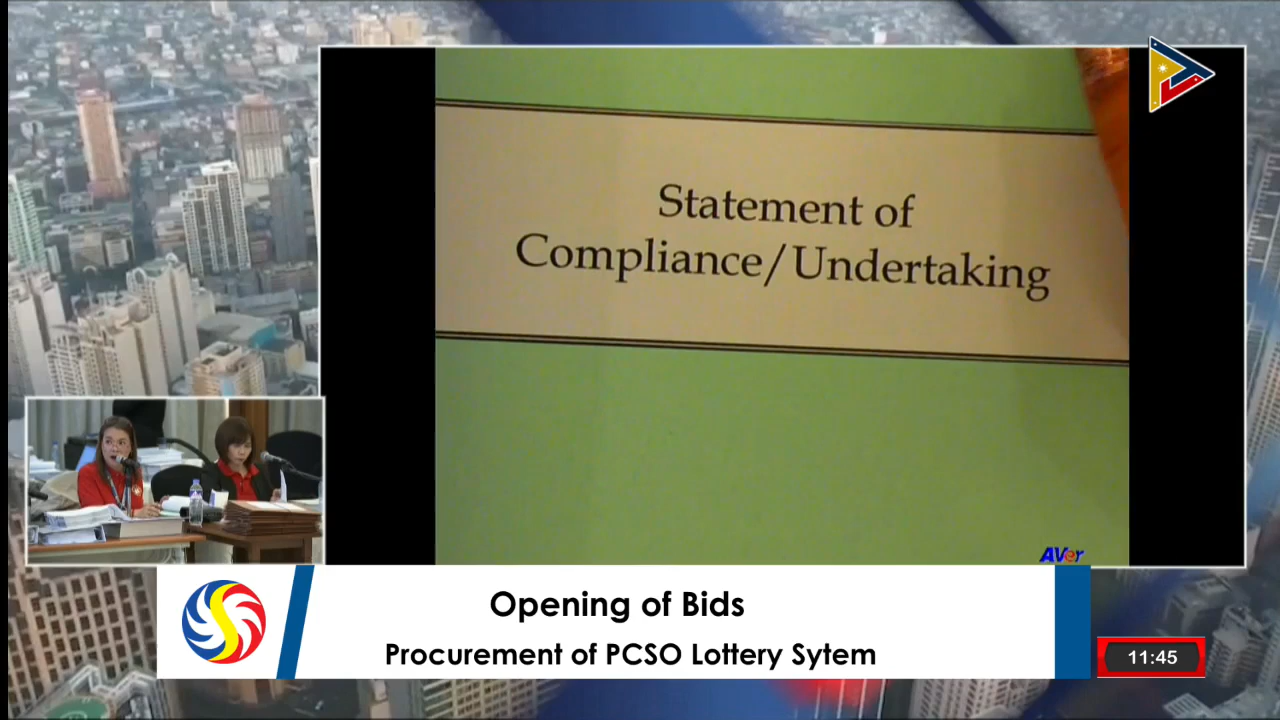 Statement of
Compliance/Undertaking
AVer
Opening of Bids
Procurement of PCSO Lottery Sytem
11:45